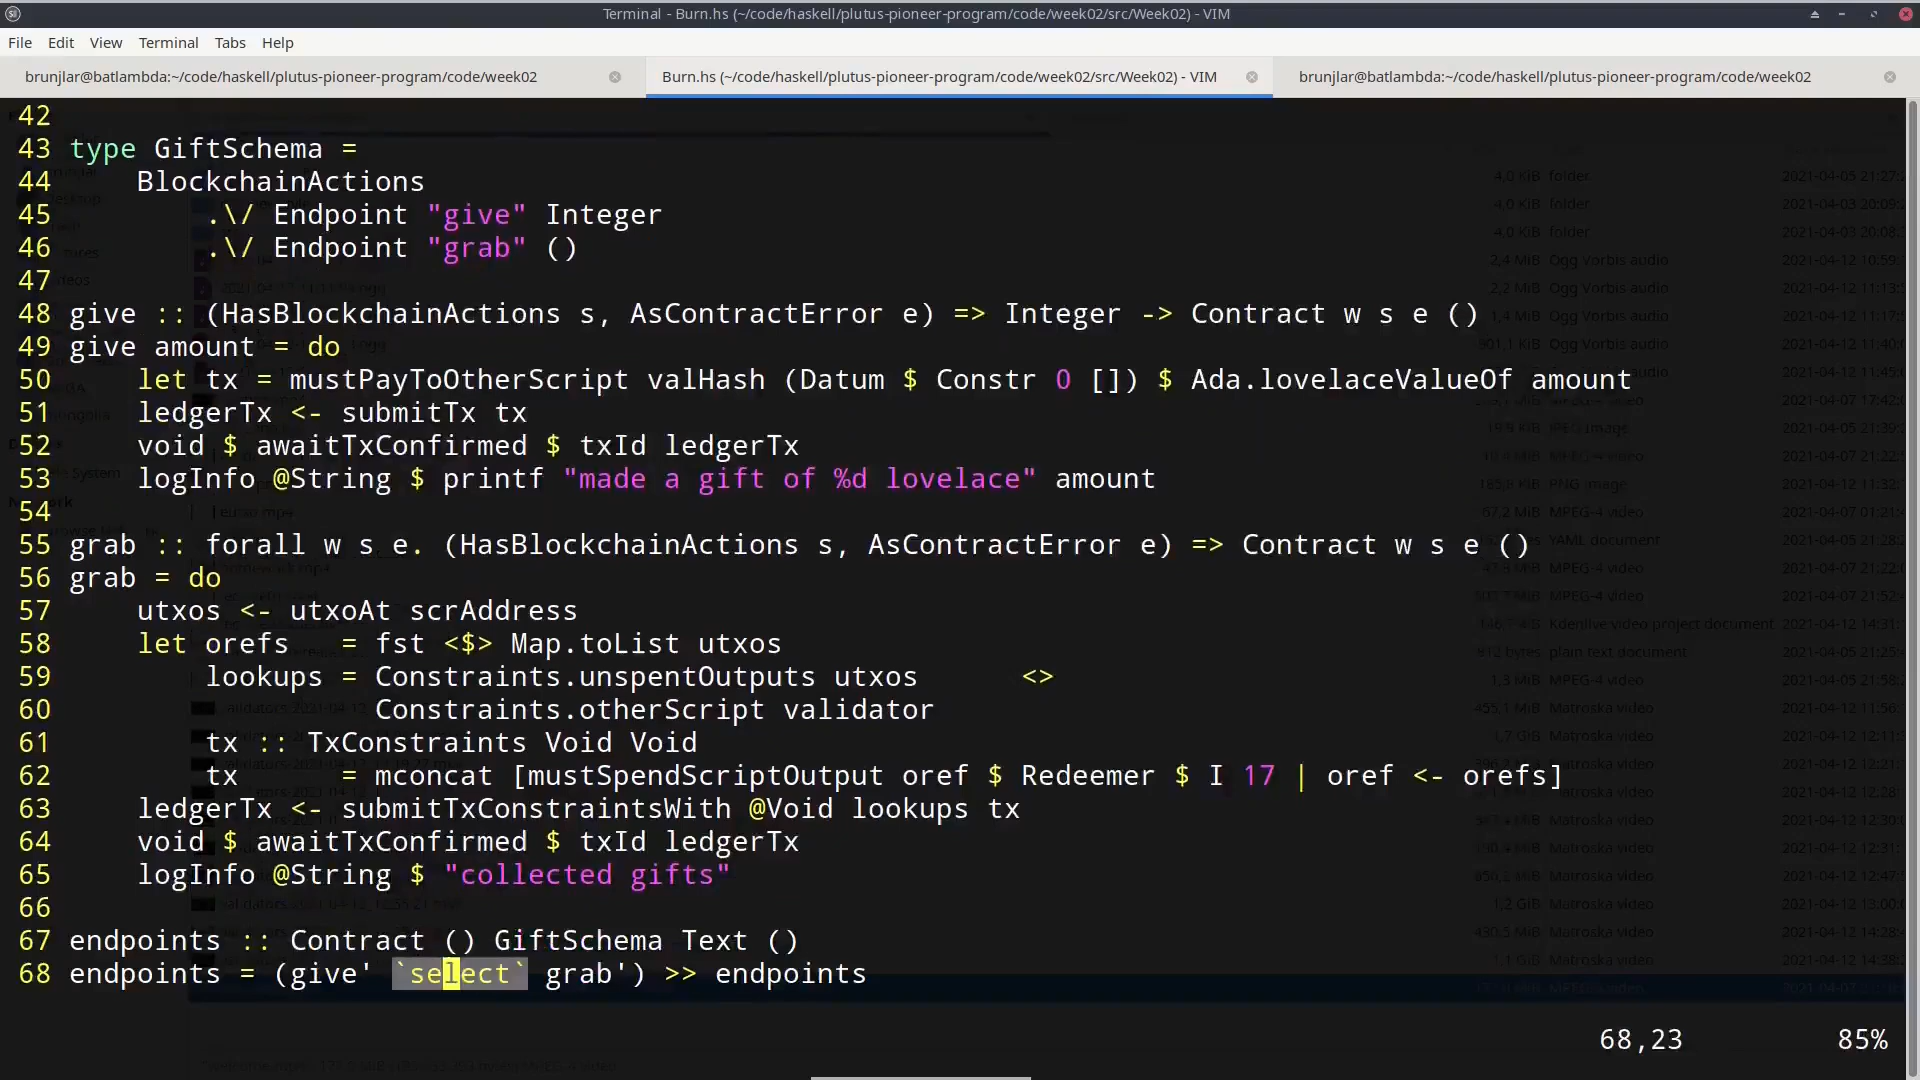 Terminal - Burn.hs (~/code/haskell/plutus-pioneer-program/code/week02/src/Week02) - VIM
File Edit View Terminal Tabs Help
brunjlar@batlambda:~/code/haskell/plutus-pioneer-program/code/week02 Burn.hs (~/code/haskell/plutus-pioneer-program/code/week02/src/Week02) - VIM brunjlar@batlambda:~/code/haskell/plutus-pioneer-program/code/week02
42
43 type GiftSchema =
44     BlockchainActions
45         .\/ Endpoint "give" Integer
46         .\/ Endpoint "grab" ()
47
48 give :: (HasBlockchainActions s, AsContractError e) => Integer -> Contract w s e ()
49 give amount = do
50     let tx = mustPayToOtherScript valHash (Datum $ Constr 0 []) $ Ada.lovelaceValueOf amount
51     ledgerTx <- submitTx tx
52     void $ awaitTxConfirmed $ txId ledgerTx
53     logInfo @String $ printf "made a gift of %d lovelace" amount
54
55 grab :: forall w s e. (HasBlockchainActions s, AsContractError e) => Contract w s e ()
56 grab = do
57     utxos <- utxoAt scrAddress
58     let orefs   = fst <$> Map.toList utxos
59         lookups = Constraints.unspentOutputs utxos      <>
60                   Constraints.otherScript validator
61         tx :: TxConstraints Void Void
62         tx      = mconcat [mustSpendScriptOutput oref $ Redeemer $ I 17 | oref <- orefs]
63     ledgerTx <- submitTxConstraintsWith @Void lookups tx
64     void $ awaitTxConfirmed $ txId ledgerTx
65     logInfo @String $ "collected gifts"
66
67 endpoints :: Contract () GiftSchema Text ()
68 endpoints = (give' `select` grab') >> endpoints
68,23 85%